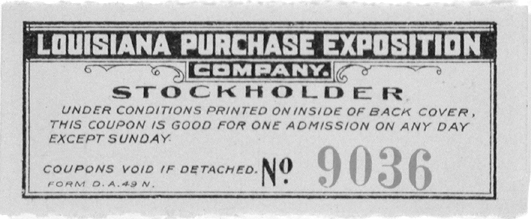 LOUISIANA PURCHASE EXPOSITION
COMPANY.
STOCKHOLDER.
UNDER CONDITIONS PRINTED ON INSIDE OF BACK COVER,
THIS COUPON IS GOOD FOR ONE ADMISSION ON ANY DAY
EXCEPT SUNDAY.
COUPONS VOID IF DETACHED. Nº 9036
FORM D.A. 49 N.